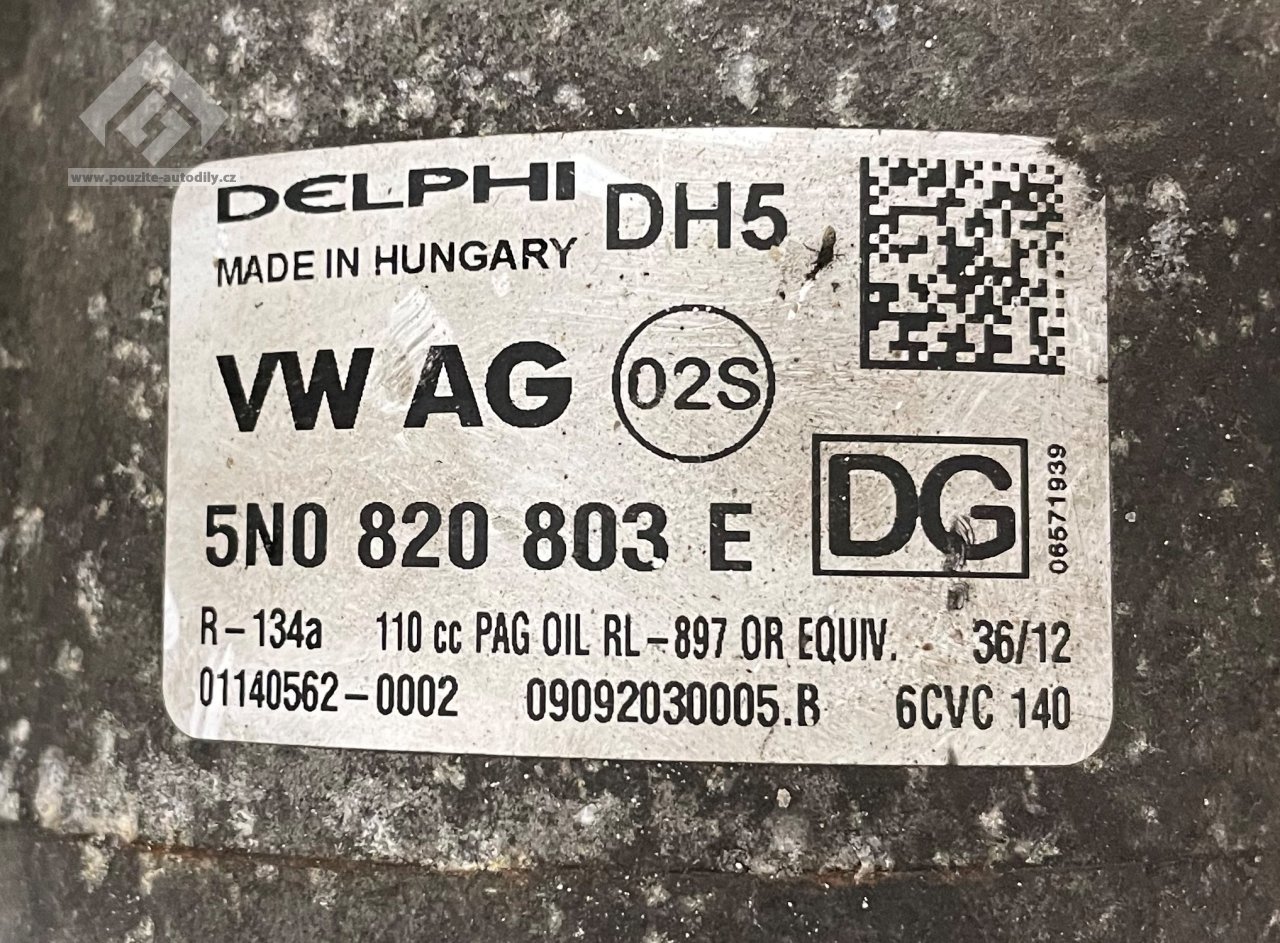 www.pouzite-autodily.cz
DELPHI DH5
MADE IN HUNGARY
VW AG 02S
5N0 820 803 E DG 06571939
R-134a 110 cc PAG OIL RL-897 OR EQUIV. 36/12
01140562-0002 09092030005.B 6CVC 140